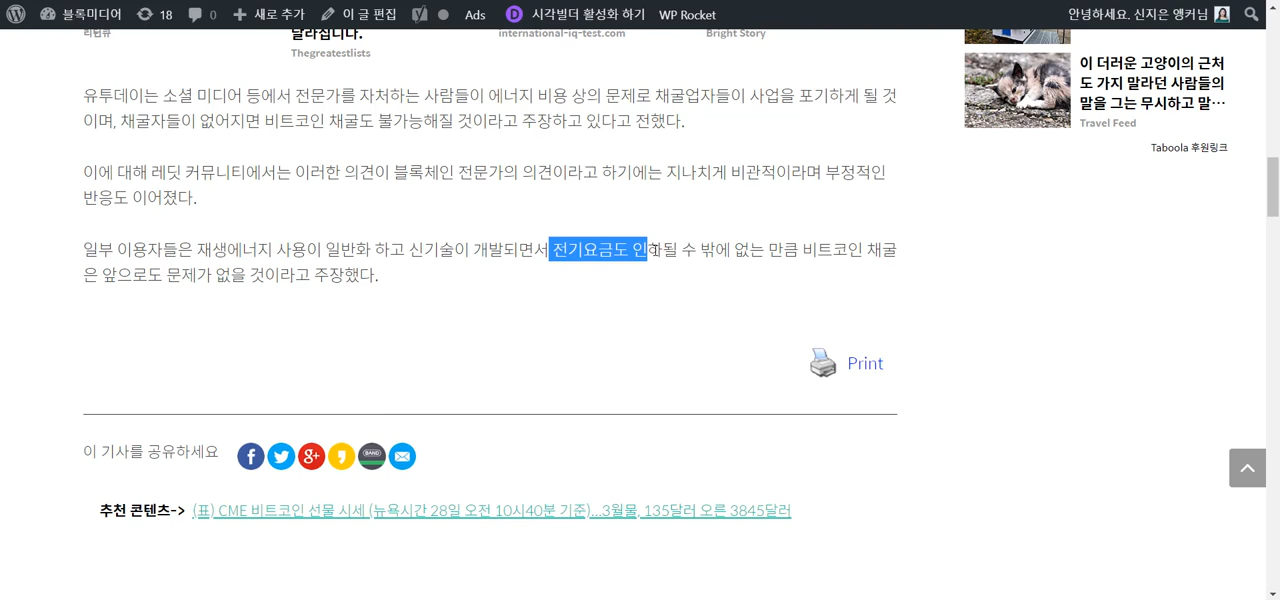 블록미디어 18 0 새로 추가 이 글 편집 Ads 시각빌더 활성화 하기 WP Rocket 안녕하세요. 신지은 앵커님
달라집니다.
Thegreatestlists
international-iq-test.com
Bright Story
이 더러운 고양이의 근처
도 가지 말라던 사람들의
말을 그는 무시하고 말…
Travel Feed
Taboola 후원링크
유투데이는 소셜 미디어 등에서 전문가를 자처하는 사람들이 에너지 비용 상의 문제로 채굴업자들이 사업을 포기하게 될 것
이며, 채굴자들이 없어지면 비트코인 채굴도 불가능해질 것이라고 주장하고 있다고 전했다.
이에 대해 레딧 커뮤니티에서는 이러한 의견이 블록체인 전문가의 의견이라고 하기에는 지나치게 비관적이라며 부정적인
반응도 이어졌다.
일부 이용자들은 재생에너지 사용이 일반화 하고 신기술이 개발되면서 전기요금도 인하될 수 밖에 없는 만큼 비트코인 채굴
은 앞으로도 문제가 없을 것이라고 주장했다.
Print
이 기사를 공유하세요 f g+ BAND
추천 콘텐츠-> (표) CME 비트코인 선물 시세 (뉴욕시간 28일 오전 10시40분 기준)…3월물, 135달러 오른 3845달러